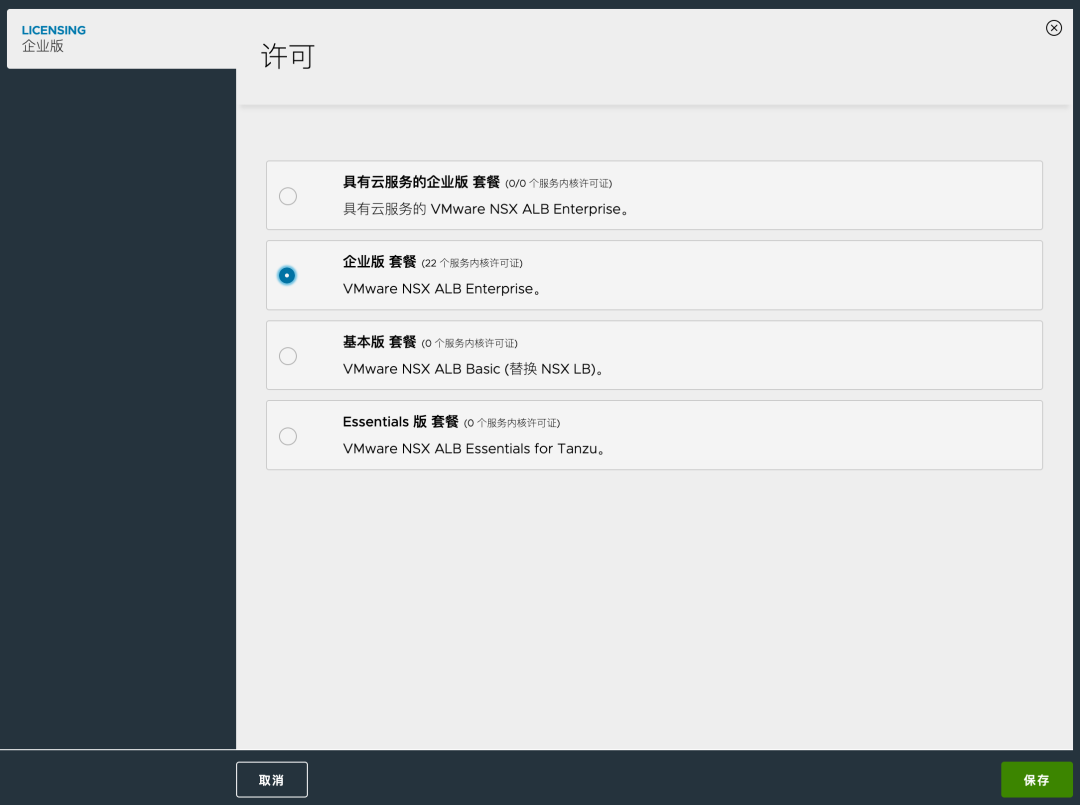 LICENSING
企业版
许可
具有云服务的企业版 套餐 (0/0 个服务内核许可证)
具有云服务的 VMware NSX ALB Enterprise。
企业版 套餐 (22 个服务内核许可证)
VMware NSX ALB Enterprise。
基本版 套餐 (0 个服务内核许可证)
VMware NSX ALB Basic (替换 NSX LB)。
Essentials 版 套餐 (0 个服务内核许可证)
VMware NSX ALB Essentials for Tanzu。
取消
保存